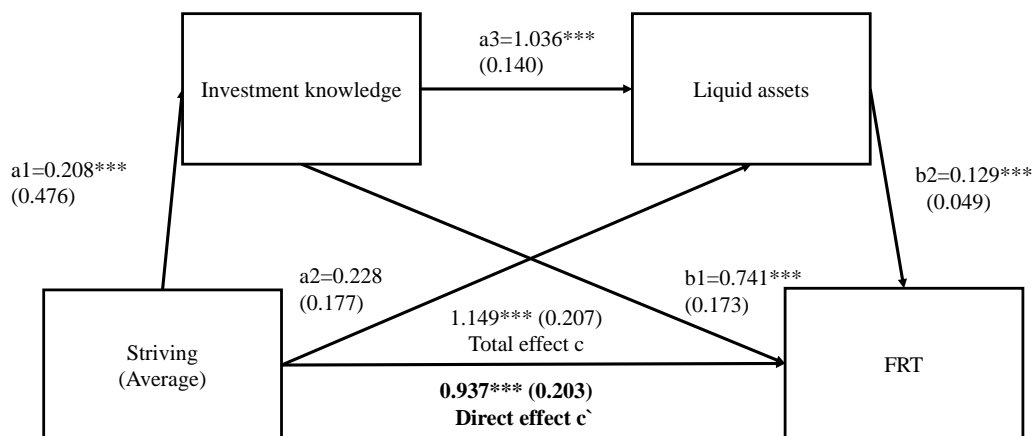 a3=1.036***
(0.140)
Investment knowledge
Liquid assets
a1=0.208***
(0.476)
b2=0.129***
(0.049)
a2=0.228
(0.177)
b1=0.741***
(0.173)
1.149*** (0.207)
Total effect c
Striving
(Average)
FRT
0.937*** (0.203)
Direct effect c`